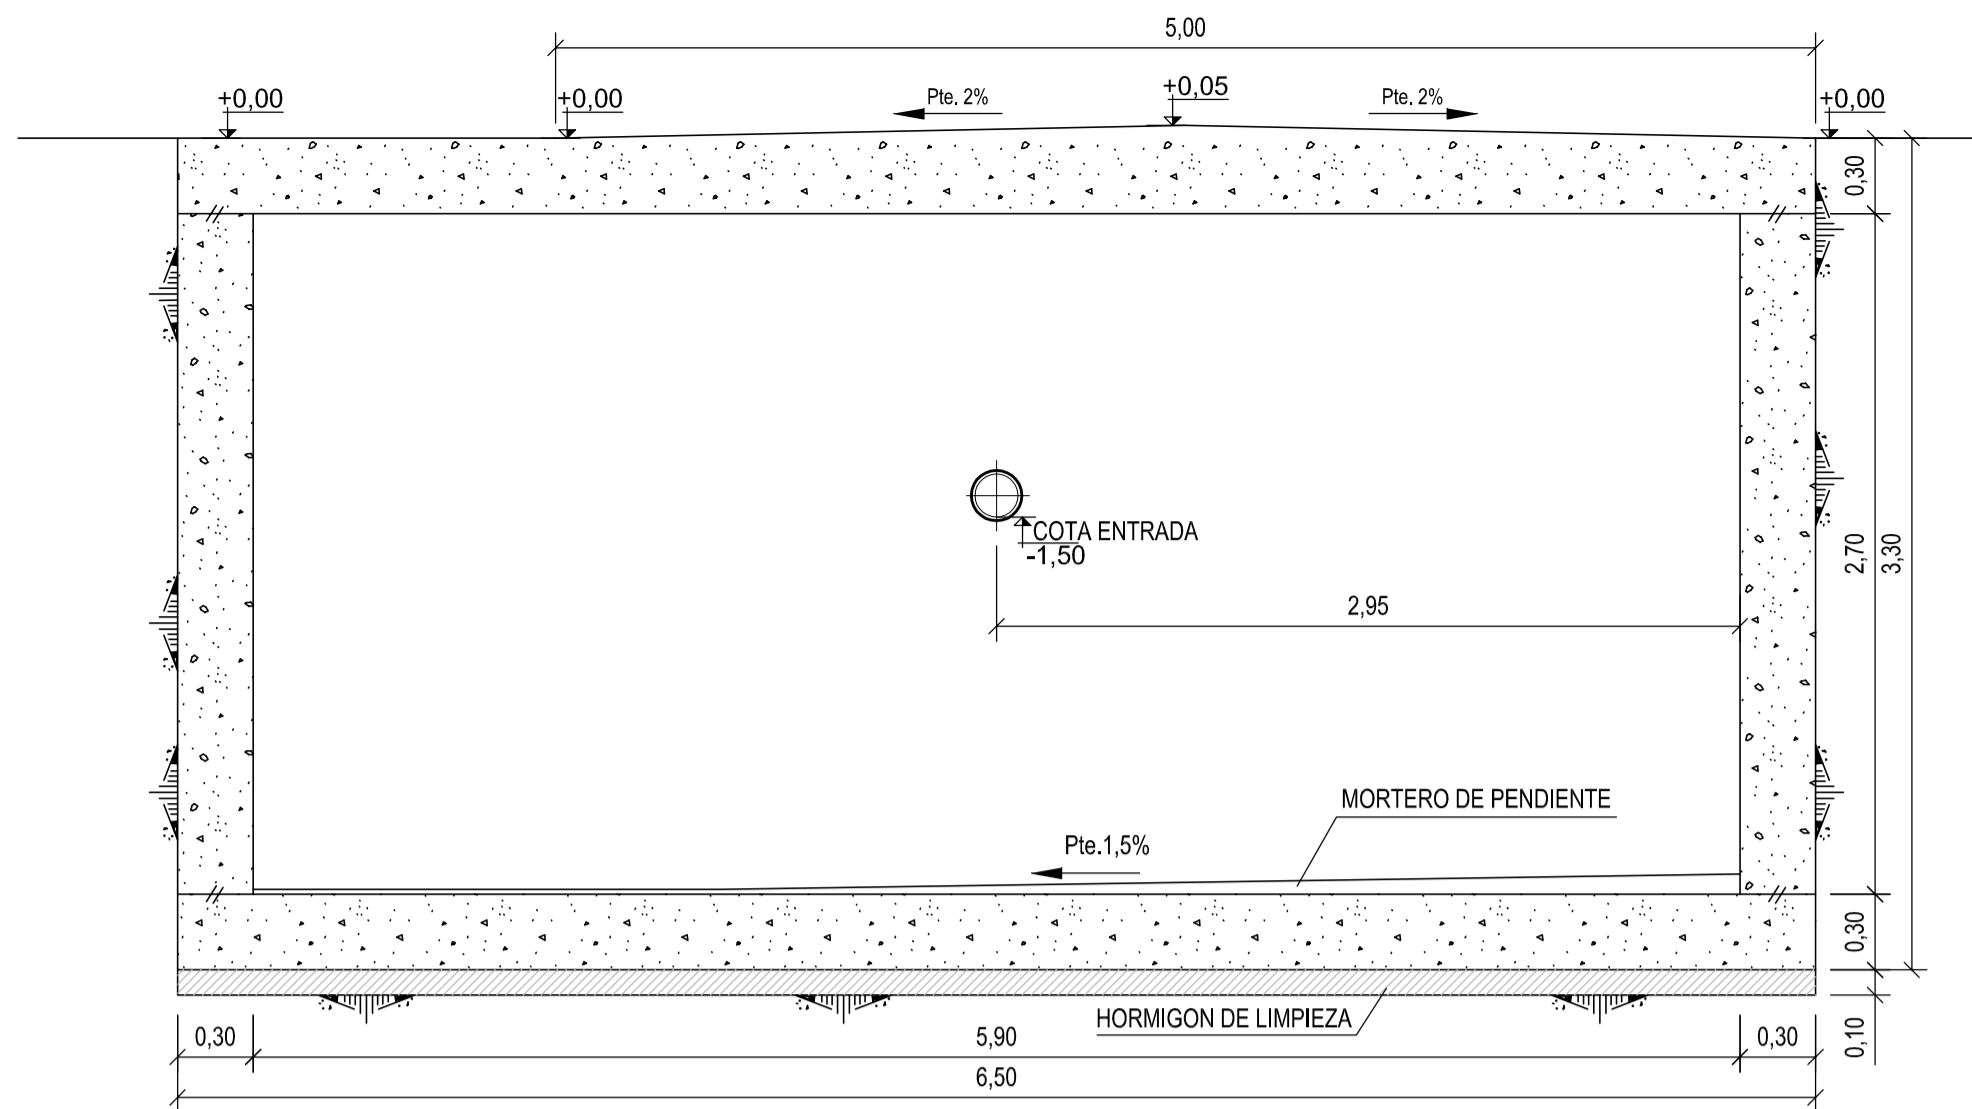 5,00
+0,00
+0,00
Pte. 2%
+0,05
Pte. 2%
+0,00
0,30
COTA ENTRADA
-1,50
2,70
3,30
2,95
MORTERO DE PENDIENTE
Pte.1,5%
0,30
HORMIGON DE LIMPIEZA
0,10
0,30
5,90
0,30
6,50